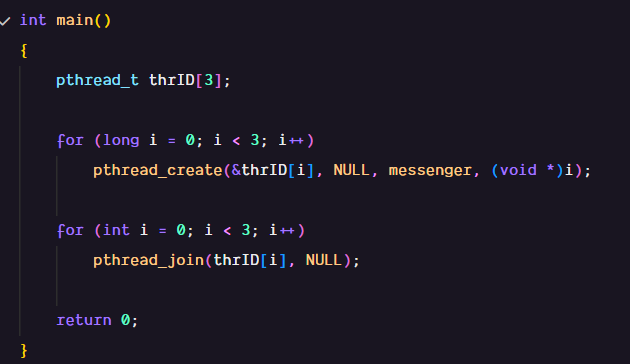 int main()
{
    pthread_t thrID[3];

    for (long i = 0; i < 3; i++)
        pthread_create(&thrID[i], NULL, messenger, (void *)i);

    for (int i = 0; i < 3; i++)
        pthread_join(thrID[i], NULL);

    return 0;
}